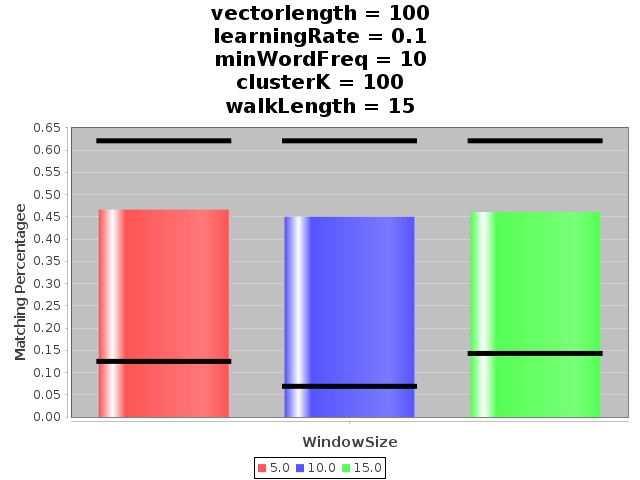 vectorlength = 100
learningRate = 0.1
minWordFreq = 10
clusterK = 100
walkLength = 15
0.65
0.60
0.55
0.50
0.45
0.40
0.35
0.30
0.25
0.20
0.15
0.10
0.05
0.00
Matching Percentagee
WindowSize
5.0 10.0 15.0